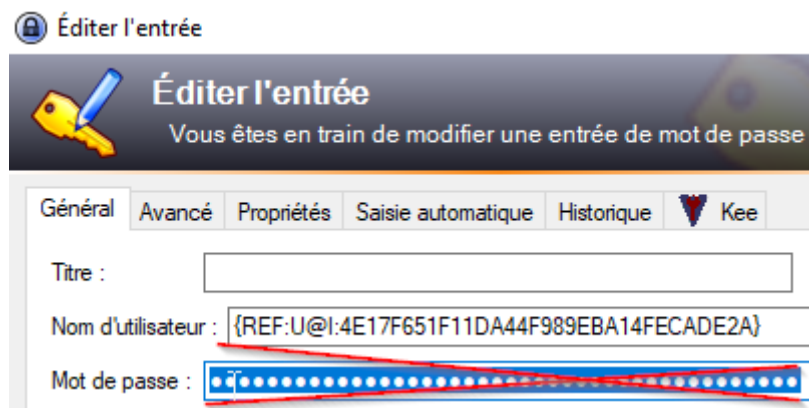 Éditer l'entrée
Éditer l'entrée
Vous êtes en train de modifier une entrée de mot de passe
Général Avancé Propriétés Saisie automatique Historique Kee
Titre :
Nom d'utilisateur : {REF:U@I:4E17F651F11DA44F989EBA14FECADE2A}
Mot de passe :